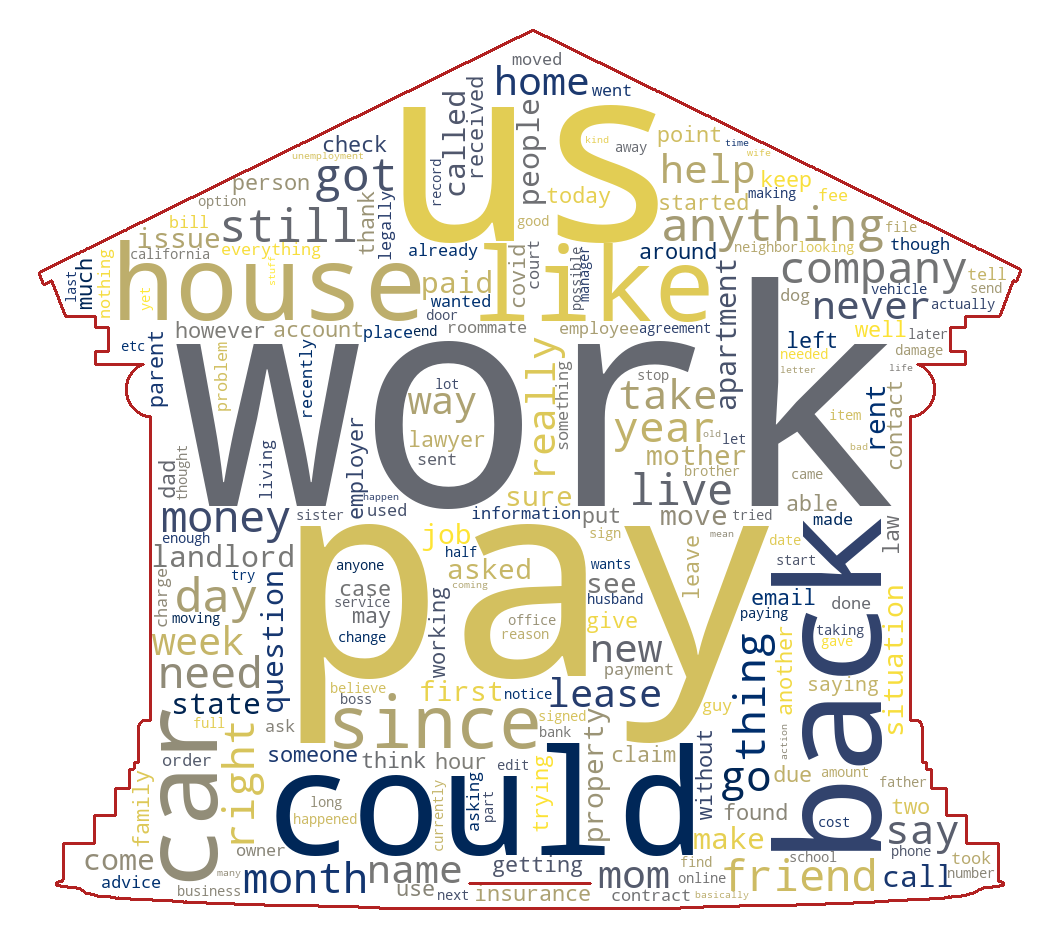 moved
home
went
us
kind
time
wife
away
people
received
called
record
check
unemployment
got
person
option
point
help
keep
fee
making
today
started
anything
good
bill
still
thank
legally
issue
california
everything
already
around
neighbor
looking
file
though
company
tell
send
vehicle
actually
last
much
nothing
yet
stuff
house
paid
wanted
door
covid
court
like
possible
manager
apartment
dog
never
etc
parent
however
account
place
end
roommate
employee
agreement
left
well
later
needed
damage
letter
life
problem
recently
work
lot
way
lawyer
sent
really
something
stop
take
year
old
let
mother
brother
item
rent
bad
contact
dad
thought
living
employer
happen
used
sure
live
came
able
money
sister
information
put
move
tried
made
law
enough
landlord
job
half
sign
mean
date
start
charge
try
day
moving
question
anyone
case
service
may
change
pay
asked
coming
wants
see
husband
leave
office
reason
give
working
email
done
paying
back
taking
gave
situation
week
need
state
new
payment
believe
boss
first
notice
lease
guy
thing
another
saying
since
signed
bank
full
ask
right
car
order
someone
think
hour
edit
property
claim
without
go
due
action
amount
father
could
long
happened
currently
asking
part
trying
found
two
cost
say
family
come
advice
owner
many
business
month
name
use
getting
next
insurance
mom
contract
make
find
online
basically
friend
school
phone
call
took
number